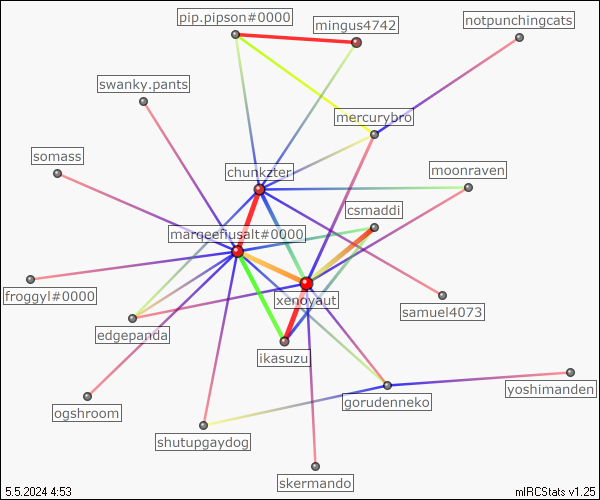 pip.pipson#0000
mingus4742
notpunchingcats
swanky.pants
mercurybro
somass
chunkzter
moonraven
csmaddi
marqeefiusalt#0000
froggyl#0000
xenoyaut
samuel4073
edgepanda
ikasuzu
yoshimanden
ogshroom
gorudenneko
shutupgaydog
skermando
5.5.2024 4:53
mIRCStats v1.25